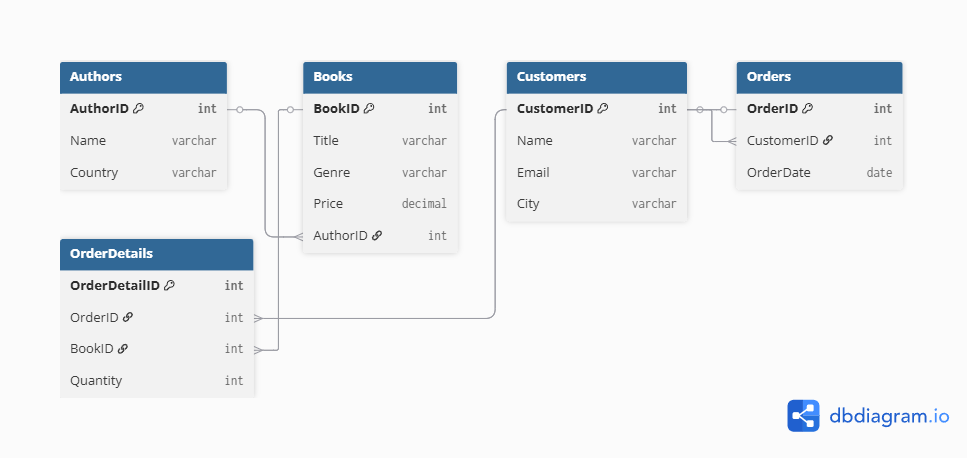 Authors
AuthorID int
Name varchar
Country varchar
Books
BookID int
Title varchar
Genre varchar
Price decimal
AuthorID int
Customers
CustomerID int
Name varchar
Email varchar
City varchar
Orders
OrderID int
CustomerID int
OrderDate date
OrderDetails
OrderDetailID int
OrderID int
BookID int
Quantity int
dbdiagram.io